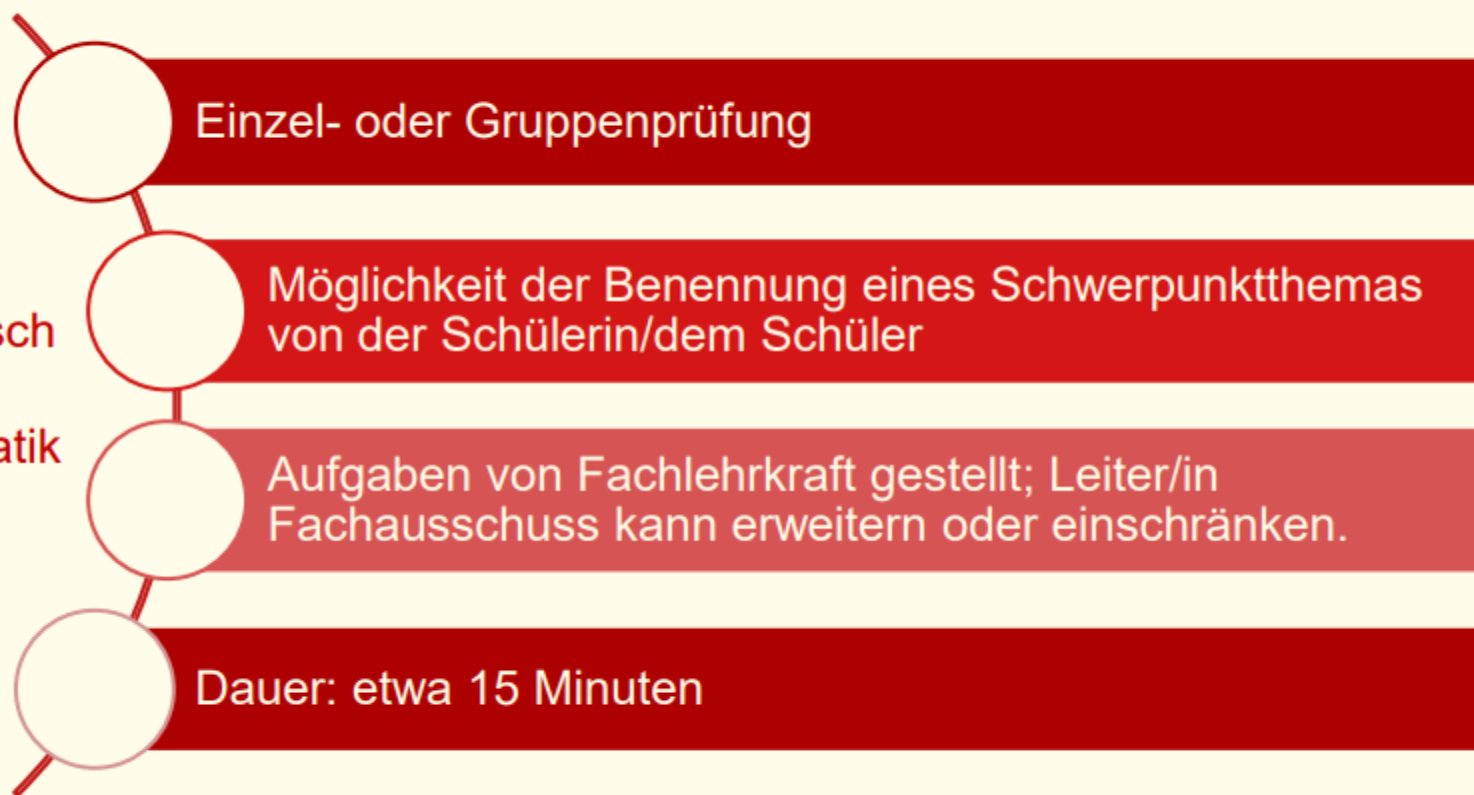 Einzel- oder Gruppenprüfung
Möglichkeit der Benennung eines Schwerpunktthemas
von der Schülerin/dem Schüler
sch
atik
Aufgaben von Fachlehrkraft gestellt; Leiter/in
Fachausschuss kann erweitern oder einschränken.
Dauer: etwa 15 Minuten